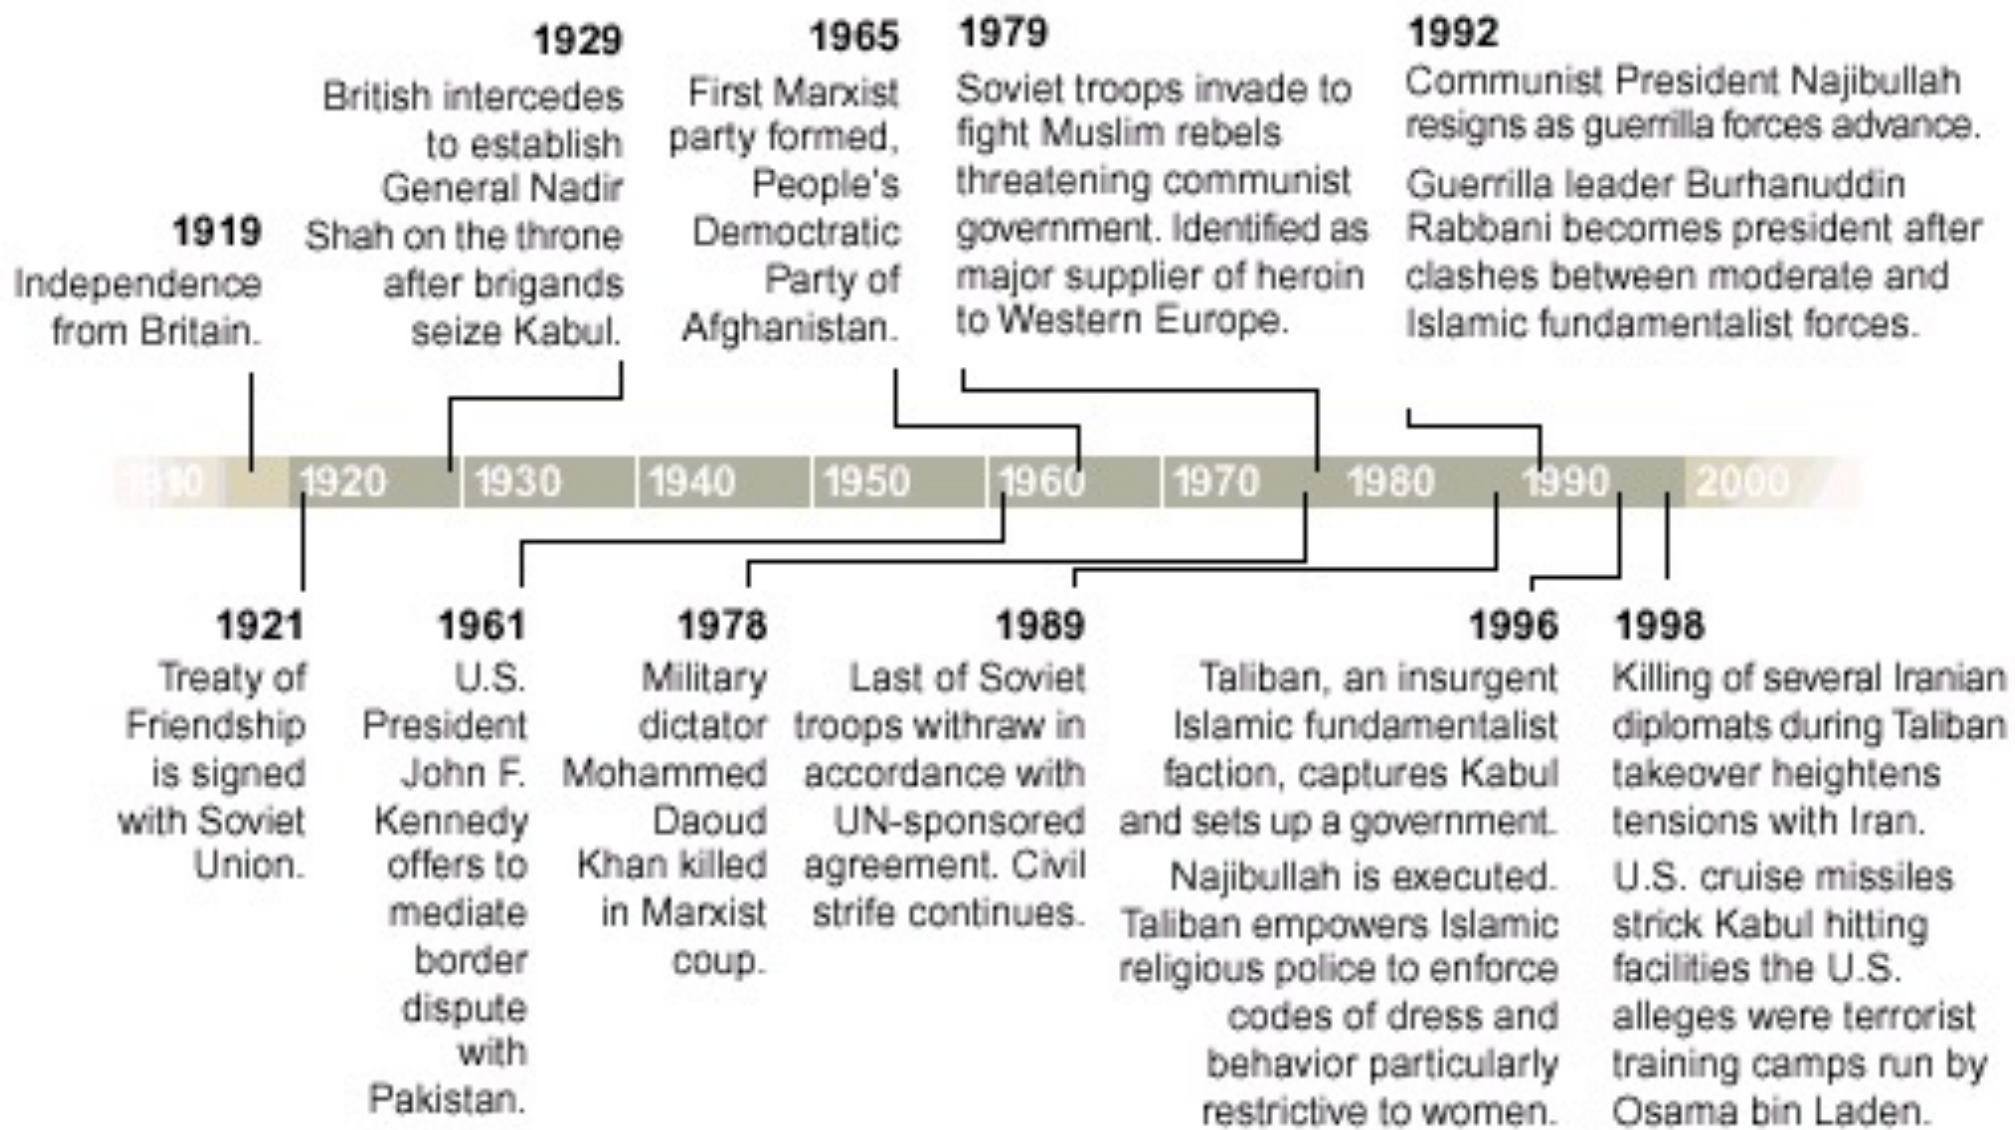 1919
Independence
from Britain.
1929
British intercedes
to establish
General Nadir
Shah on the throne
after brigands
seize Kabul.
1965
First Marxist
party formed,
People's
Democtratic
Party of
Afghanistan.
1979
Soviet troops invade to
fight Muslim rebels
threatening communist
government. Identified as
major supplier of heroin
to Western Europe.
1992
Communist President Najibullah
resigns as guerrilla forces advance.
Guerrilla leader Burhanuddin
Rabbani becomes president after
clashes between moderate and
Islamic fundamentalist forces.
1910 1920 1930 1940 1950 1960 1970 1980 1990 2000
1921
Treaty of
Friendship
is signed
with Soviet
Union.
1961
U.S.
President
John F.
Kennedy
offers to
mediate
border
dispute
with
Pakistan.
1978
Military
dictator
Mohammed
Daoud
Khan killed
in Marxist
coup.
1989
Last of Soviet
troops withraw in
accordance with
UN-sponsored
agreement. Civil
strife continues.
1996
Taliban, an insurgent
Islamic fundamentalist
faction, captures Kabul
and sets up a government.
Najibullah is executed.
Taliban empowers Islamic
religious police to enforce
codes of dress and
behavior particularly
restrictive to women.
1998
Killing of several Iranian
diplomats during Taliban
takeover heightens
tensions with Iran.
U.S. cruise missiles
strick Kabul hitting
facilities the U.S.
alleges were terrorist
training camps run by
Osama bin Laden.